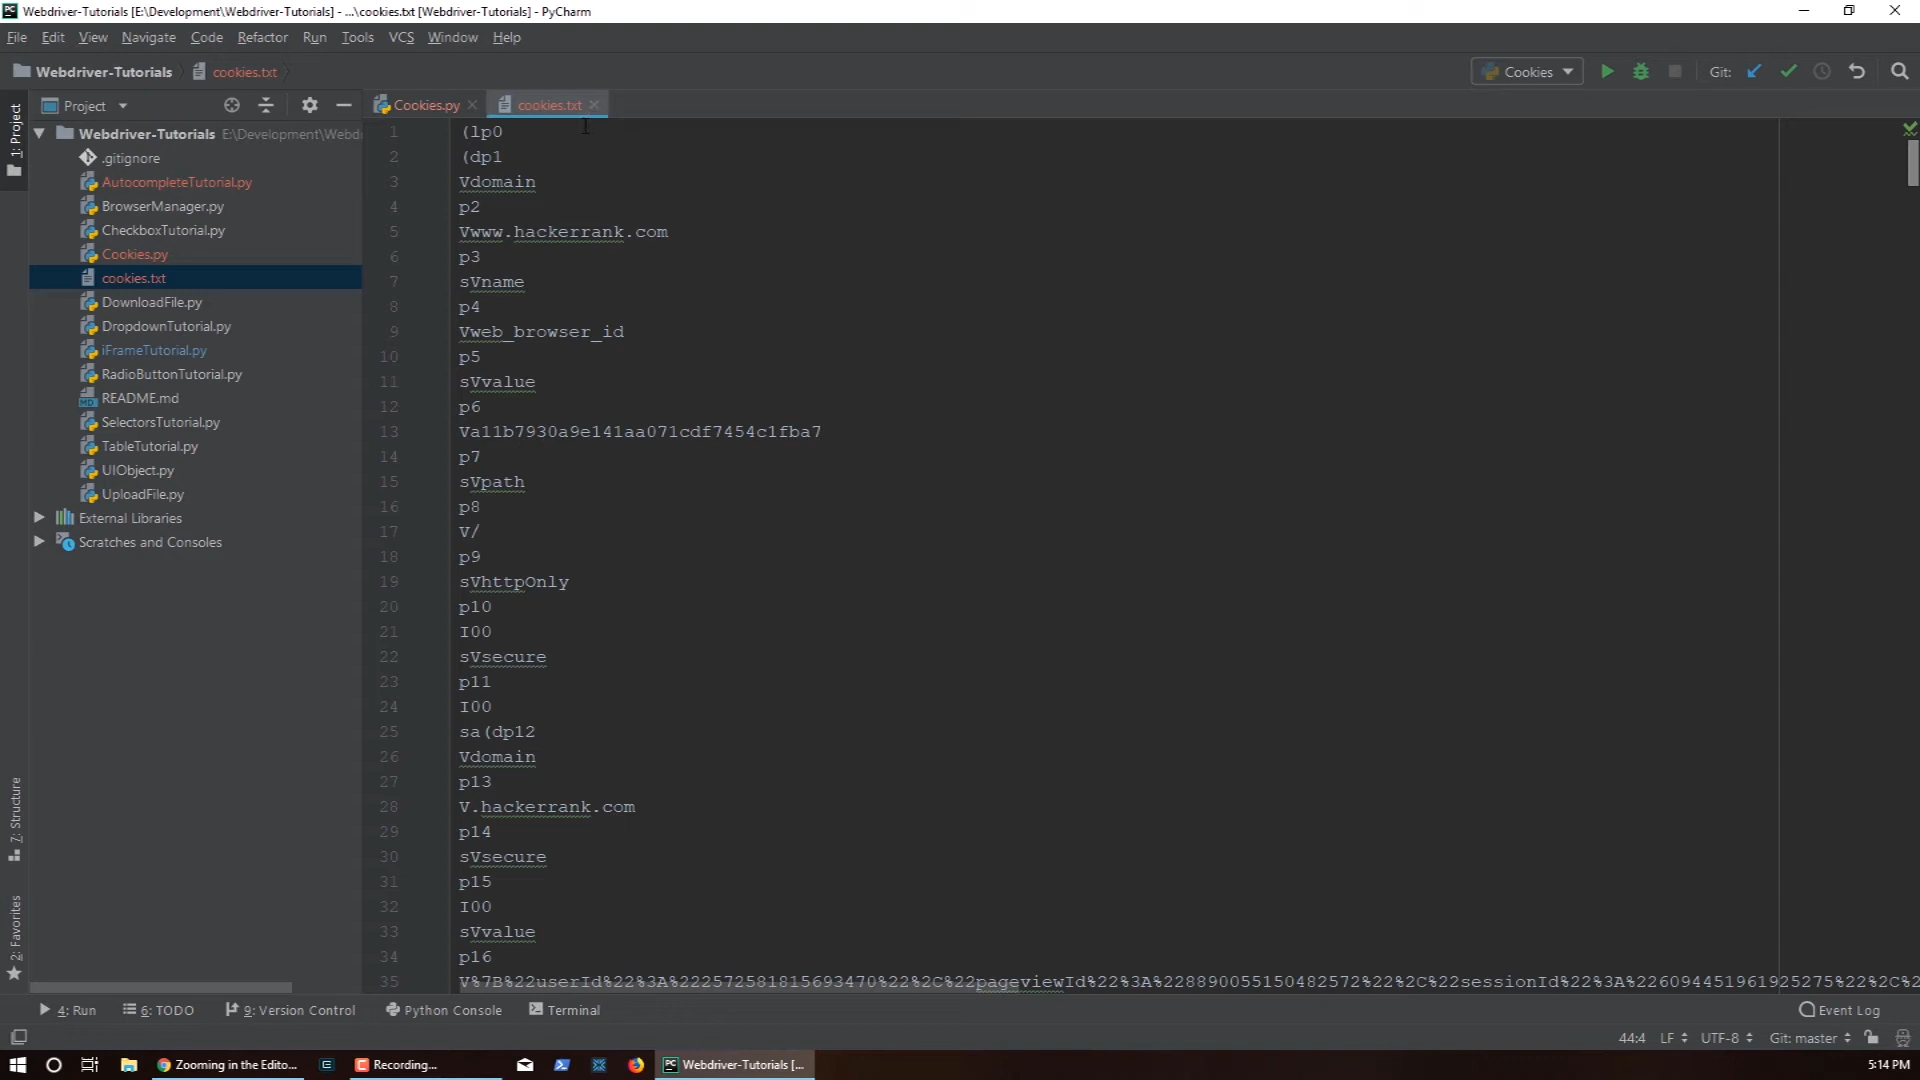 Webdriver-Tutorials [E:\Development\Webdriver-Tutorials] - ...\cookies.txt [Webdriver-Tutorials] - PyCharm
File Edit View Navigate Code Refactor Run Tools VCS Window Help
Webdriver-Tutorials cookies.txt Cookies Git:
Project
Cookies.py cookies.txt
1: Project
Webdriver-Tutorials E:\Development\Webd
.gitignore
AutocompleteTutorial.py
BrowserManager.py
CheckboxTutorial.py
Cookies.py
cookies.txt
DownloadFile.py
DropdownTutorial.py
iFrameTutorial.py
RadioButtonTutorial.py
README.md
SelectorsTutorial.py
TableTutorial.py
UIObject.py
UploadFile.py
External Libraries
Scratches and Consoles
7: Structure
2: Favorites
1 (lp0
2 (dp1
3 Vdomain
4 p2
5 Vwww.hackerrank.com
6 p3
7 sVname
8 p4
9 Vweb_browser_id
10 p5
11 sVvalue
12 p6
13 Va11b7930a9e141aa071cdf7454c1fba7
14 p7
15 sVpath
16 p8
17 V/
18 p9
19 sVhttpOnly
20 p10
21 I00
22 sVsecure
23 p11
24 I00
25 sa(dp12
26 Vdomain
27 p13
28 V.hackerrank.com
29 p14
30 sVsecure
31 p15
32 I00
33 sVvalue
34 p16
35 V%7B%22userId%22%3A%22257258181569347​0%22%2C%22pageviewId%22%3A%22889005515048257​2%22%2C%22sessionId%22%3A%226094451961925275%22%2C%2
4: Run 6: TODO 9: Version Control Python Console Terminal Event Log
44:4 LF UTF-8 Git: master
Zooming in the Edito... Recording... Webdriver-Tutorials [... 5:14 PM